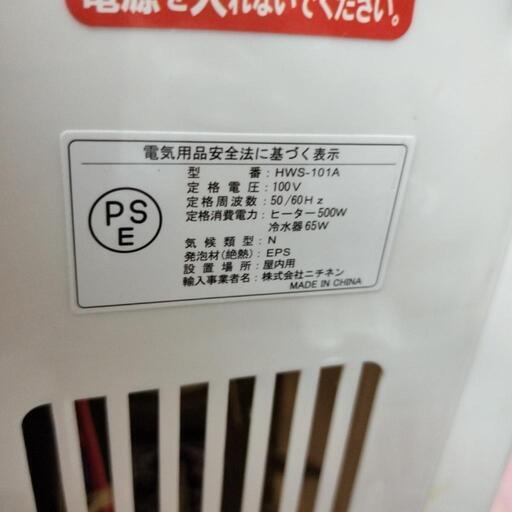 電源を入れないでください。
電気用品安全法に基づく表示
型番：HWS-101A
定格電圧：100V
定格周波数：50/60Hz
定格消費電力：ヒーター500W
冷水器65W
気候類型：N
発泡材(絶熱)：EPS
設置場所：屋内用
輸入事業者名：株式会社ニチネン
MADE IN CHINA
PS
E